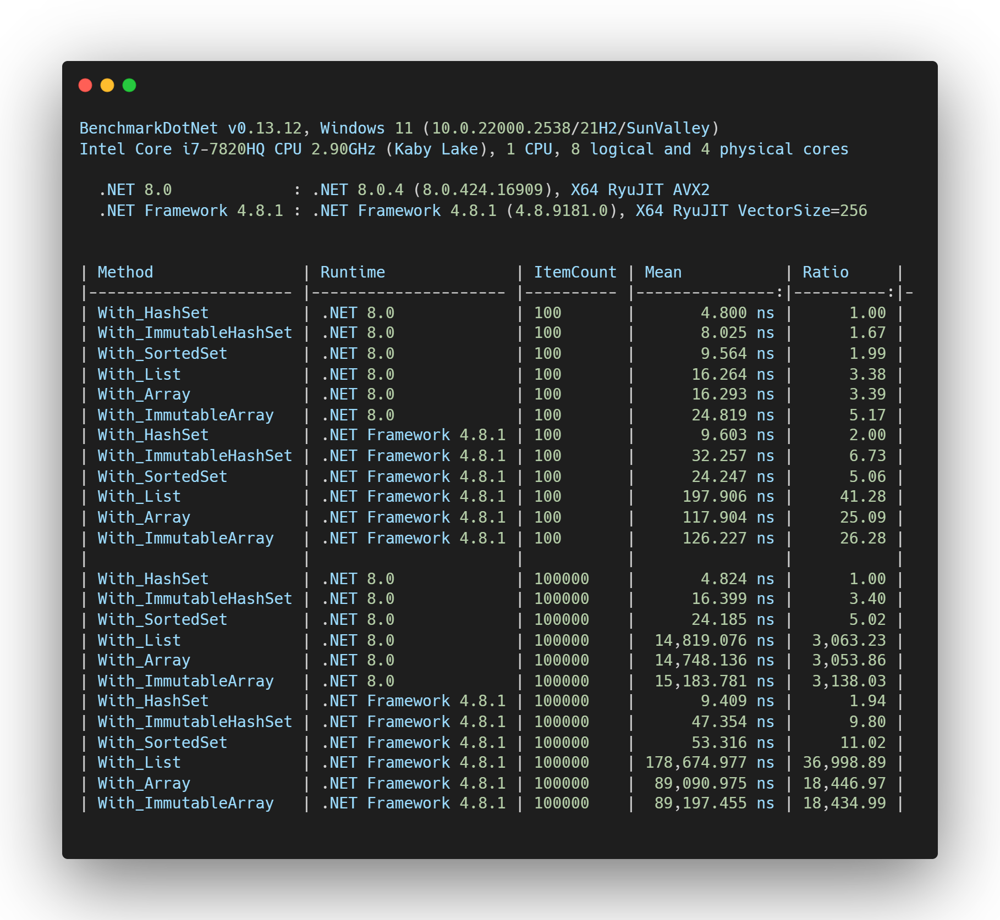 BenchmarkDotNet v0.13.12, Windows 11 (10.0.22000.2538/21H2/SunValley)
Intel Core i7-7820HQ CPU 2.90GHz (Kaby Lake), 1 CPU, 8 logical and 4 physical cores
  .NET 8.0             : .NET 8.0.4 (8.0.424.16909), X64 RyuJIT AVX2
  .NET Framework 4.8.1 : .NET Framework 4.8.1 (4.8.9181.0), X64 RyuJIT VectorSize=256
| Method                | Runtime              | ItemCount | Mean           | Ratio     |
|---------------------- |--------------------- |---------- |---------------:|----------:|-
| With_HashSet          | .NET 8.0             | 100       |       4.800 ns |      1.00 |
| With_ImmutableHashSet | .NET 8.0             | 100       |       8.025 ns |      1.67 |
| With_SortedSet        | .NET 8.0             | 100       |       9.564 ns |      1.99 |
| With_List             | .NET 8.0             | 100       |      16.264 ns |      3.38 |
| With_Array            | .NET 8.0             | 100       |      16.293 ns |      3.39 |
| With_ImmutableArray   | .NET 8.0             | 100       |      24.819 ns |      5.17 |
| With_HashSet          | .NET Framework 4.8.1 | 100       |       9.603 ns |      2.00 |
| With_ImmutableHashSet | .NET Framework 4.8.1 | 100       |      32.257 ns |      6.73 |
| With_SortedSet        | .NET Framework 4.8.1 | 100       |      24.247 ns |      5.06 |
| With_List             | .NET Framework 4.8.1 | 100       |     197.906 ns |     41.28 |
| With_Array            | .NET Framework 4.8.1 | 100       |     117.904 ns |     25.09 |
| With_ImmutableArray   | .NET Framework 4.8.1 | 100       |     126.227 ns |     26.28 |
|                       |                      |           |                |           |
| With_HashSet          | .NET 8.0             | 100000    |       4.824 ns |      1.00 |
| With_ImmutableHashSet | .NET 8.0             | 100000    |      16.399 ns |      3.40 |
| With_SortedSet        | .NET 8.0             | 100000    |      24.185 ns |      5.02 |
| With_List             | .NET 8.0             | 100000    |  14,819.076 ns |  3,063.23 |
| With_Array            | .NET 8.0             | 100000    |  14,748.136 ns |  3,053.86 |
| With_ImmutableArray   | .NET 8.0             | 100000    |  15,183.781 ns |  3,138.03 |
| With_HashSet          | .NET Framework 4.8.1 | 100000    |       9.409 ns |      1.94 |
| With_ImmutableHashSet | .NET Framework 4.8.1 | 100000    |      47.354 ns |      9.80 |
| With_SortedSet        | .NET Framework 4.8.1 | 100000    |      53.316 ns |     11.02 |
| With_List             | .NET Framework 4.8.1 | 100000    | 178,674.977 ns | 36,998.89 |
| With_Array            | .NET Framework 4.8.1 | 100000    |  89,090.975 ns | 18,446.97 |
| With_ImmutableArray   | .NET Framework 4.8.1 | 100000    |  89,197.455 ns | 18,434.99 |